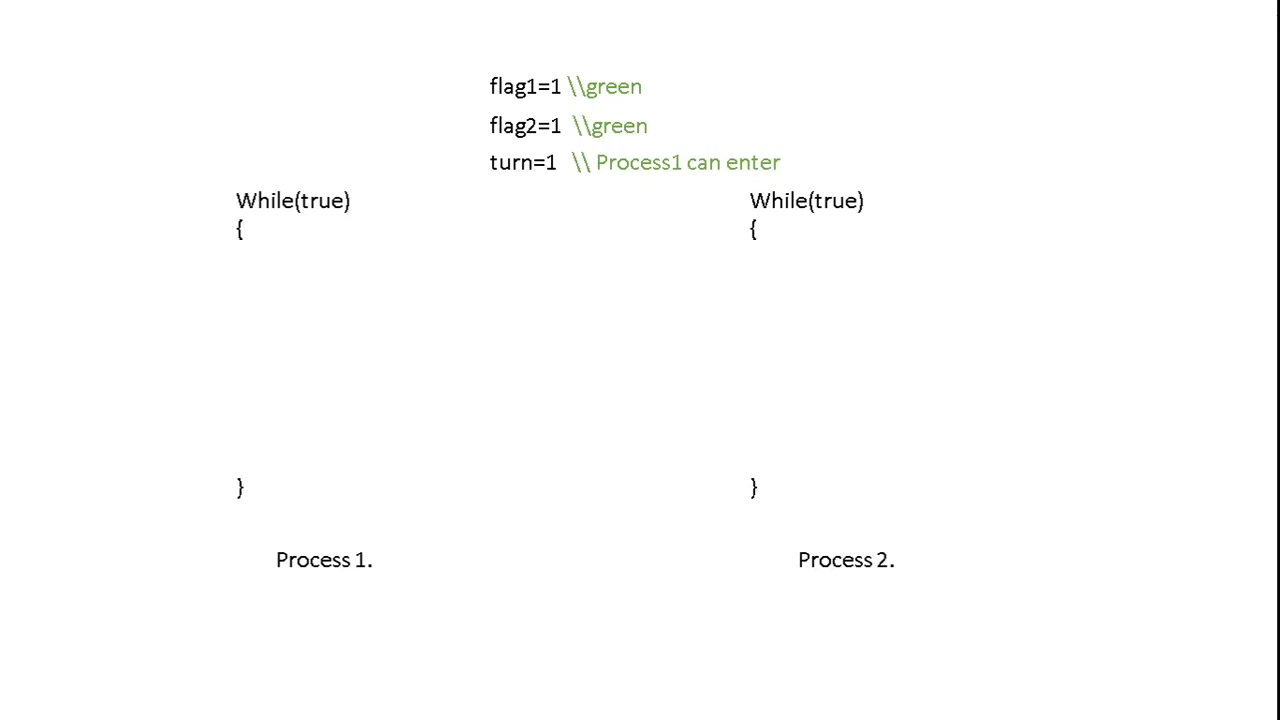 flag1=1 \\green
flag2=1 \\green
turn=1 \\ Process1 can enter
While(true)
{
}
Process 1.
While(true)
{
}
Process 2.